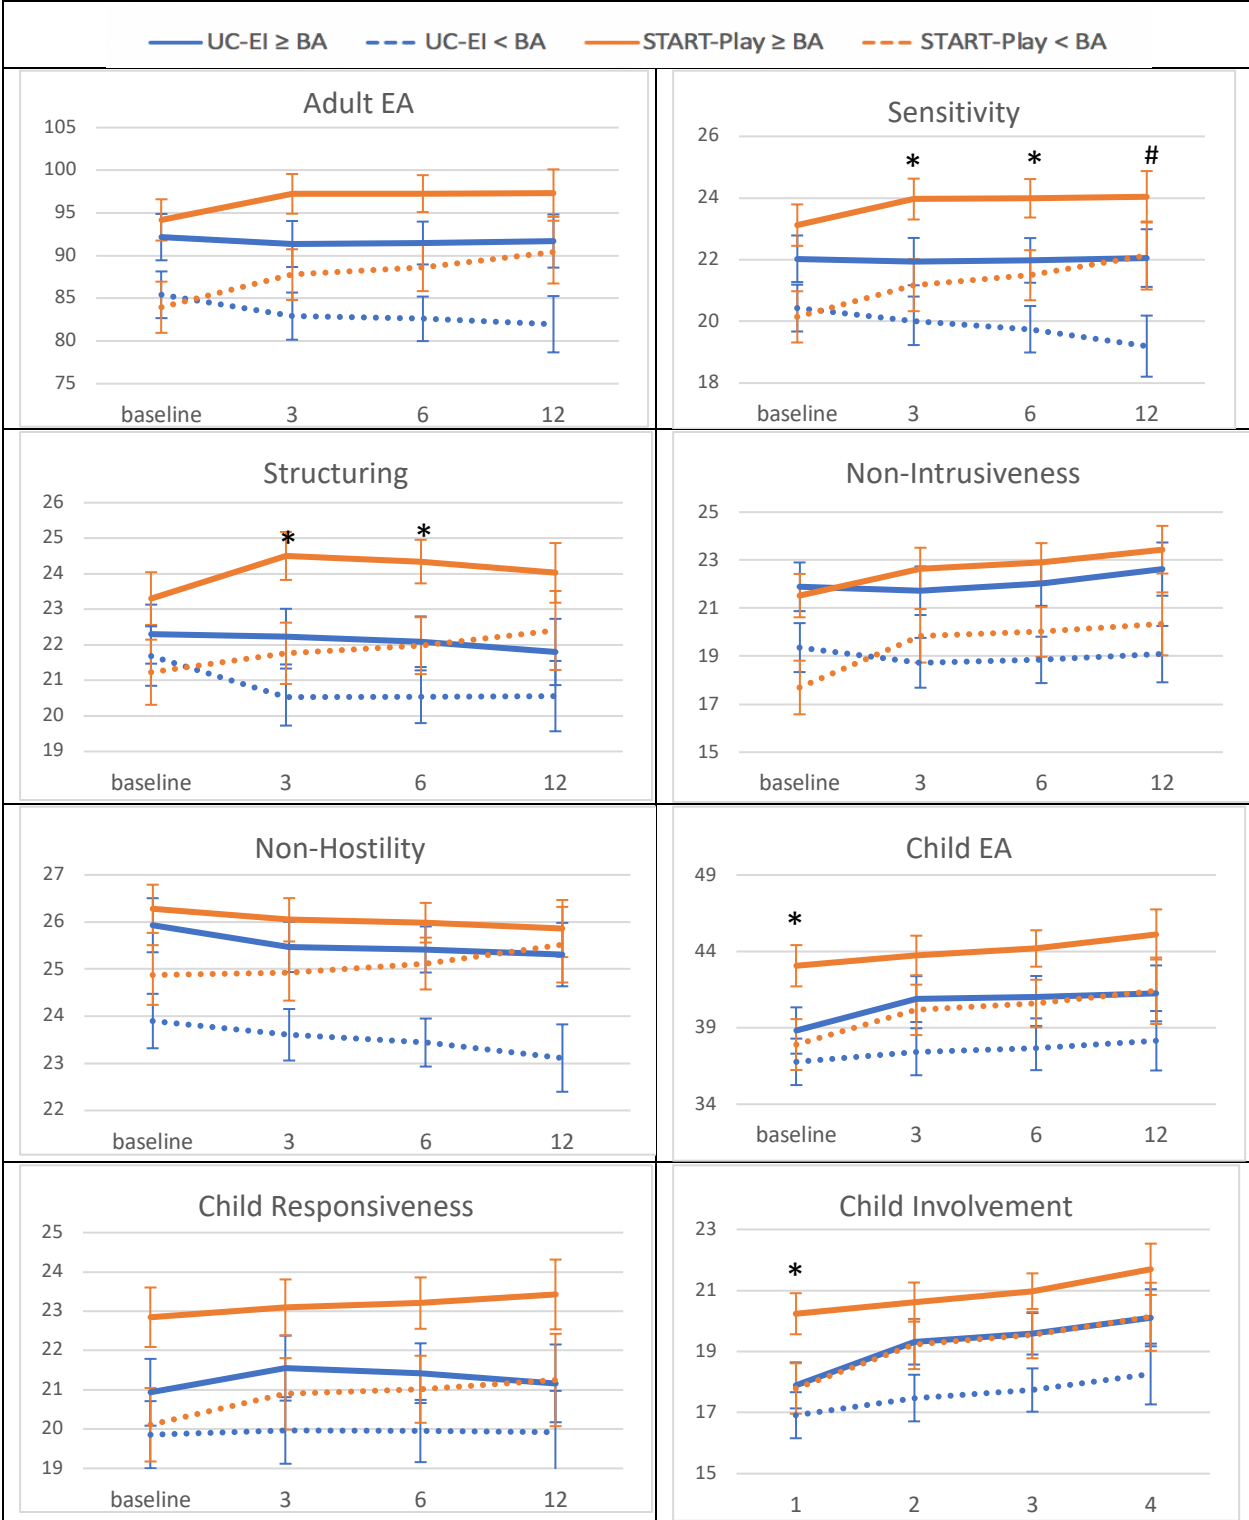 UC-EI ≥ BA UC-EI < BA START-Play ≥ BA START-Play < BA
Adult EA
105
100
95
90
85
80
75
baseline 3 6 12
Sensitivity
26
* * #
24
22
20
18
baseline 3 6 12
Structuring
26
25
* *
24
23
22
21
20
19
baseline 3 6 12
Non-Intrusiveness
25
23
21
19
17
15
baseline 3 6 12
Non-Hostility
27
26
25
24
23
22
baseline 3 6 12
Child EA
49
*
44
39
34
baseline 3 6 12
Child Responsiveness
25
24
23
22
21
20
19
baseline 3 6 12
Child Involvement
23
*
21
19
17
15
1 2 3 4